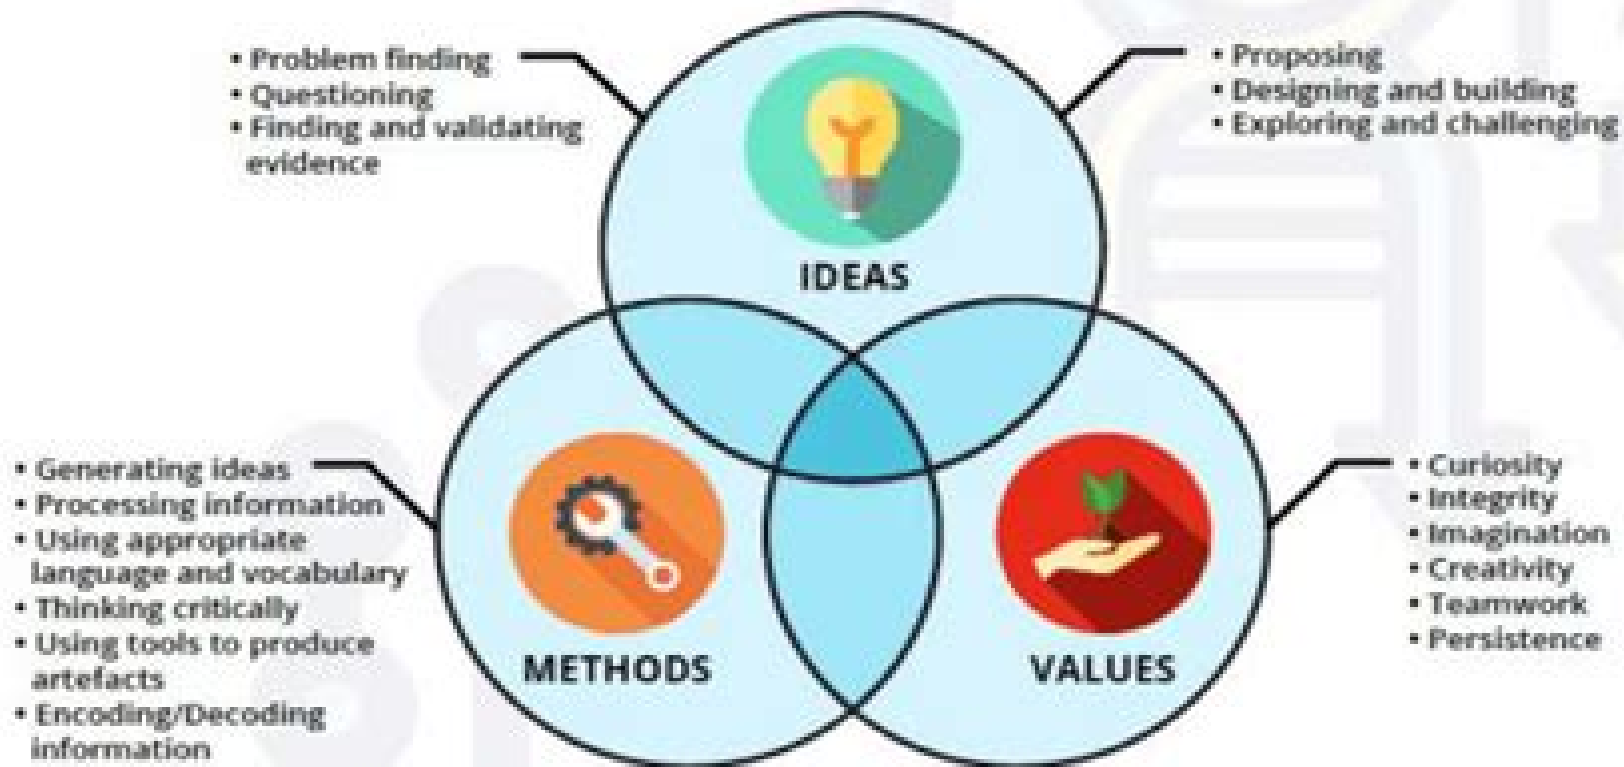 • Problem finding
• Questioning
• Finding and validating
evidence
• Proposing
• Designing and building
• Exploring and challenging
IDEAS
• Generating ideas
• Processing information
• Using appropriate
language and vocabulary
• Thinking critically
• Using tools to produce
artefacts
• Encoding/Decoding
information
METHODS
VALUES
• Curiosity
• Integrity
• Imagination
• Creativity
• Teamwork
• Persistence